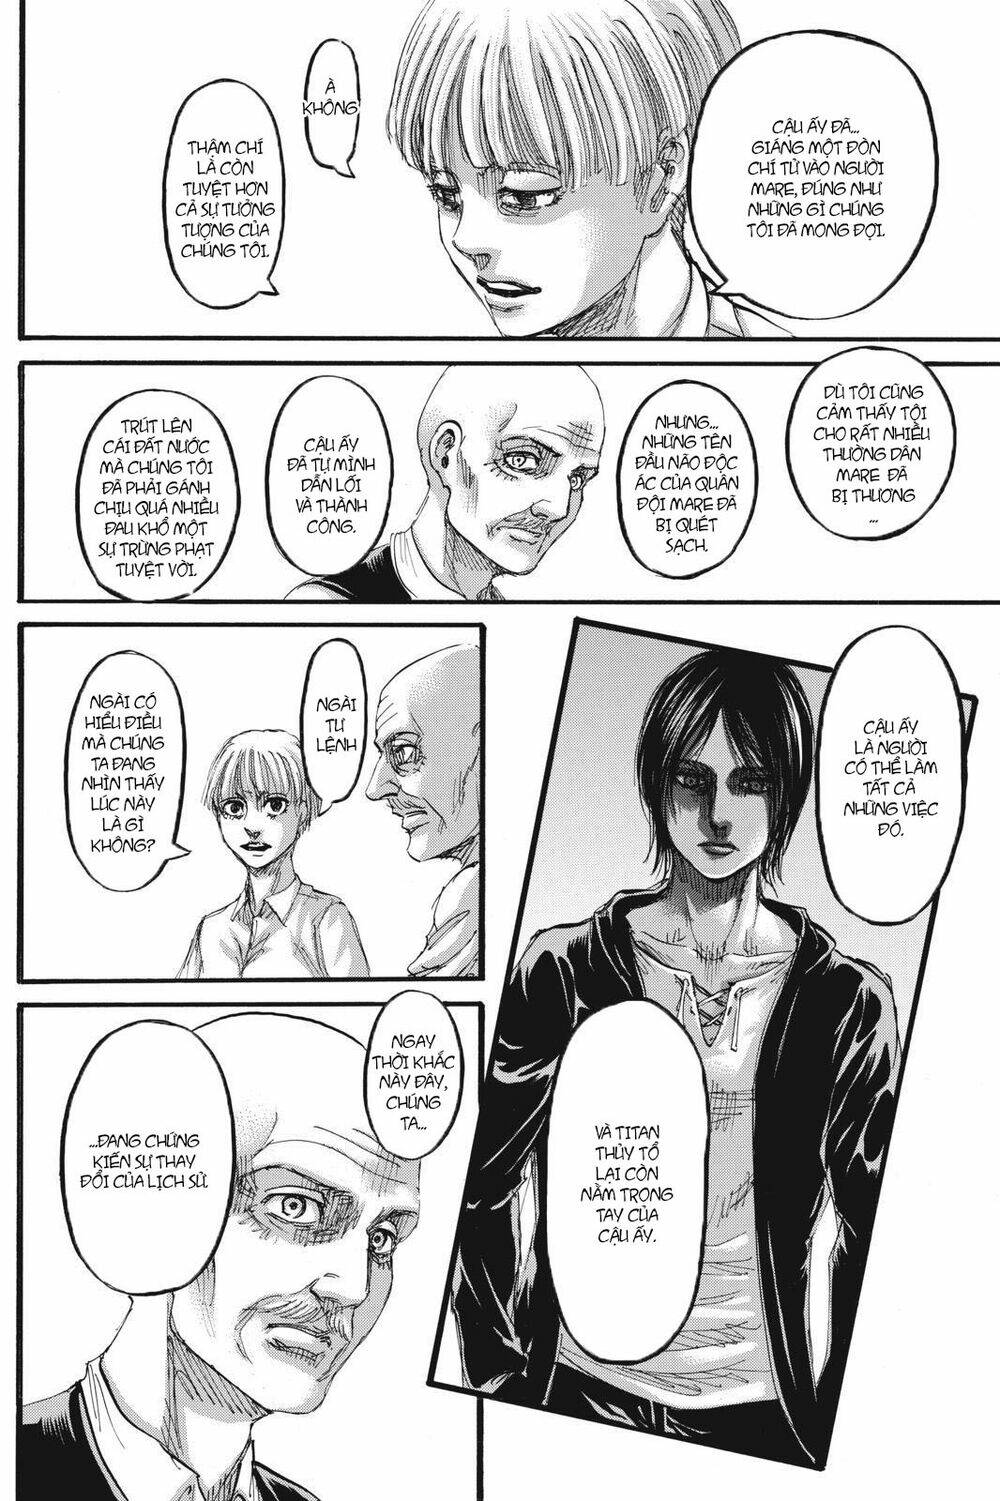 CẬU ẤY ĐÃ...
GIÁNG MỘT ĐÒN
CHÍ TỬ VÀO NGƯỜI
MARE, ĐÚNG NHƯ
NHỮNG GÌ CHÚNG
TÔI ĐÃ MONG ĐỢI.
À
KHÔNG
THẬM CHÍ
LÀ CÒN
TUYỆT HƠN
CẢ SỰ TƯỞNG
TƯỢNG CỦA
CHÚNG TÔI.
DÙ TÔI CŨNG
CẢM THẤY TỘI
CHO RẤT NHIỀU
THƯỜNG DÂN
MARE ĐÃ
BỊ THƯƠNG
...
NHƯNG...
NHỮNG TÊN
ĐẦU NÃO ĐỘC
ÁC CỦA QUÂN
ĐỘI MARE ĐÃ
BỊ QUÉT
SẠCH.
CẬU ẤY
ĐÃ TỰ MÌNH
DẪN LỐI
VÀ THÀNH
CÔNG.
TRÚT LÊN
CÁI ĐẤT NƯỚC
MÀ CHÚNG TÔI
ĐÃ PHẢI GÁNH
CHỊU QUÁ NHIỀU
ĐAU KHỔ MỘT
SỰ TRỪNG PHẠT
TUYỆT VỜI.
CẬU ẤY
LÀ NGƯỜI
CÓ THỂ LÀM
TẤT CẢ
NHỮNG VIỆC
ĐÓ.
VÀ TITAN
THỦY TỔ
LẠI CÒN
NẰM TRONG
TAY CỦA
CẬU ẤY.
NGÀI
TƯ
LỆNH
NGÀI CÓ
HIỂU ĐIỀU
MÀ CHÚNG
TA ĐANG
NHÌN THẤY
LÚC NÀY
LÀ GÌ
KHÔNG?
NGAY
THỜI KHẮC
NÀY ĐÂY,
CHÚNG
TA...
...ĐANG CHỨNG
KIẾN SỰ THAY
ĐỔI CỦA LỊCH SỬ.